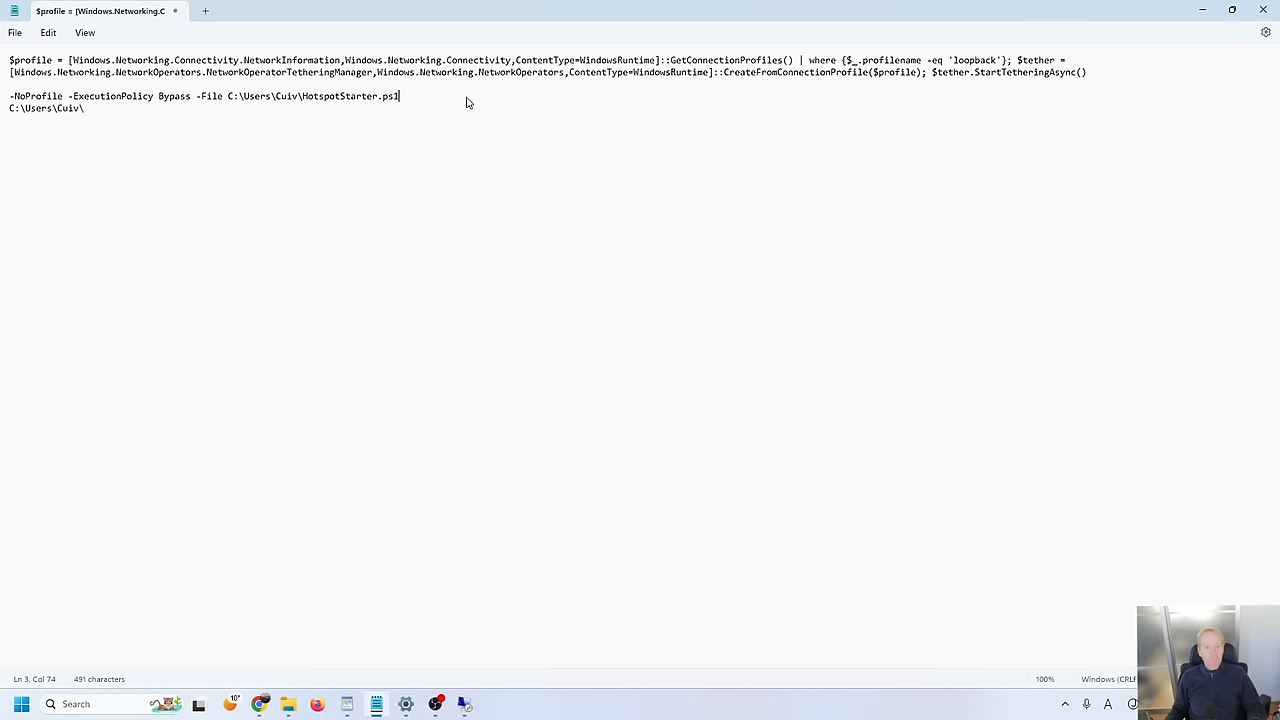 $profile = [Windows.Networking.C
File Edit View
$profile = [Windows.Networking.Connectivity.NetworkInformation,Windows.Networking.Connectivity,ContentType=WindowsRuntime]::GetConnectionProfiles() | where {$_.profilename -eq 'loopback'}; $tether =
[Windows.Networking.NetworkOperators.NetworkOperatorTetheringManager,Windows.Networking.NetworkOperators,ContentType=WindowsRuntime]::CreateFromConnectionProfile($profile); $tether.StartTetheringAsync()
-NoProfile -ExecutionPolicy Bypass -File C:\Users\Cuiv\HotspotStarter.ps1
C:\Users\Cuiv\
Ln 3, Col 74 491 characters 100% Windows (CRLF
Search 10° A